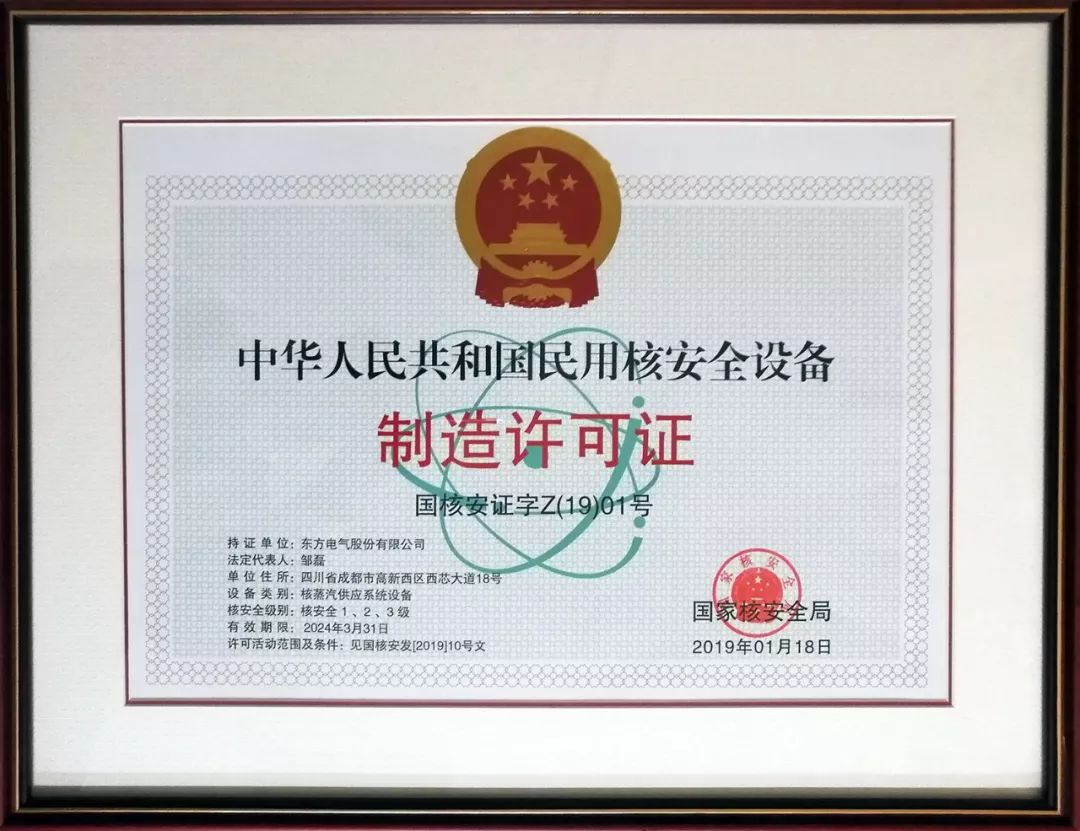 中华人民共和国民用核安全设备
制造许可证
国核安证字Z(19)01号
持证单位：东方电气股份有限公司
法定代表人：邹磊
单位住所：四川省成都市高新西区西芯大道18号
设备类别：核蒸汽供应系统设备
核安全级别：核安全1、2、3级
有效期限：2024年3月31日
许可活动范围及条件：见国核安发[2019]10号文
国家核安全局
国家核安全局
2019年01月18日